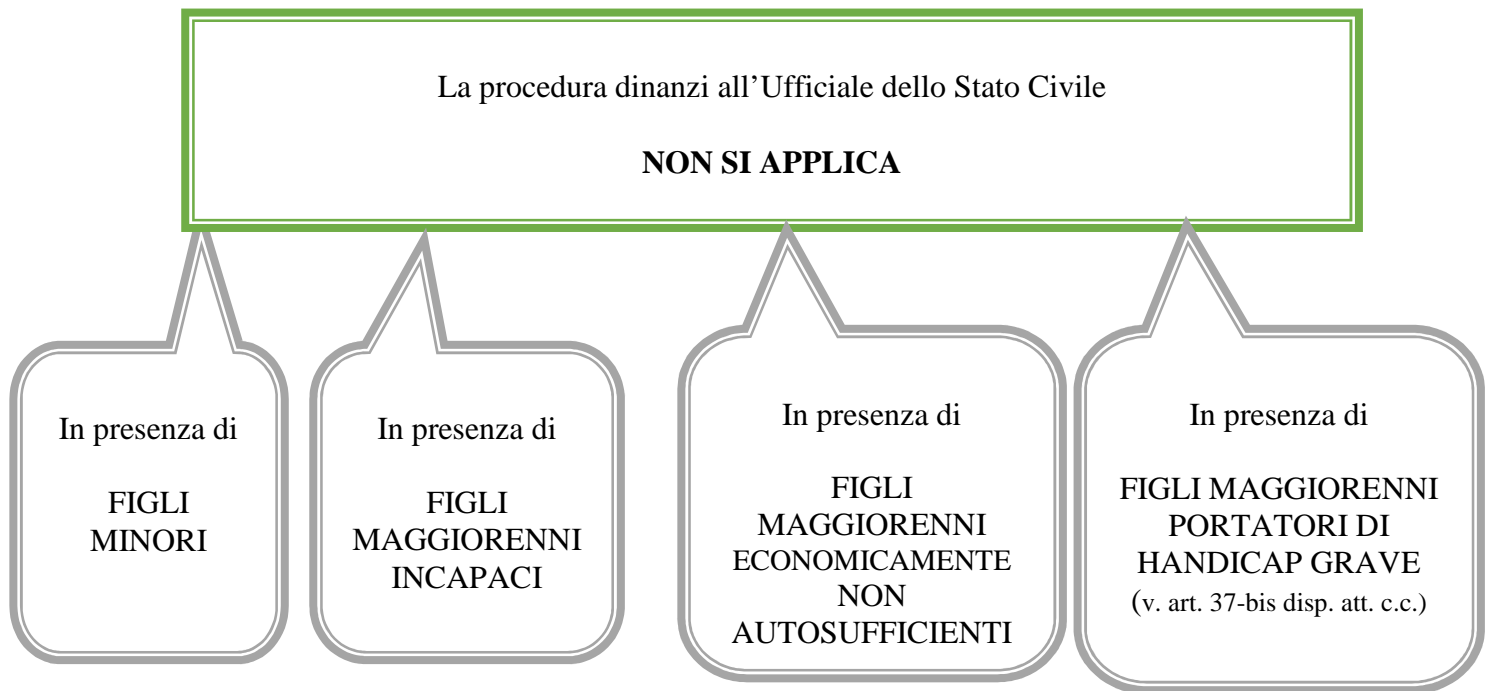 La procedura dinanzi all’Ufficiale dello Stato Civile
NON SI APPLICA
In presenza di
FIGLI
MINORI
In presenza di
FIGLI
MAGGIORENNI
INCAPACI
In presenza di
FIGLI
MAGGIORENNI
ECONOMICAMENTE
NON
AUTOSUFFICIENTI
In presenza di
FIGLI MAGGIORENNI
PORTATORI DI
HANDICAP GRAVE
(v. art. 37-bis disp. att. c.c.)